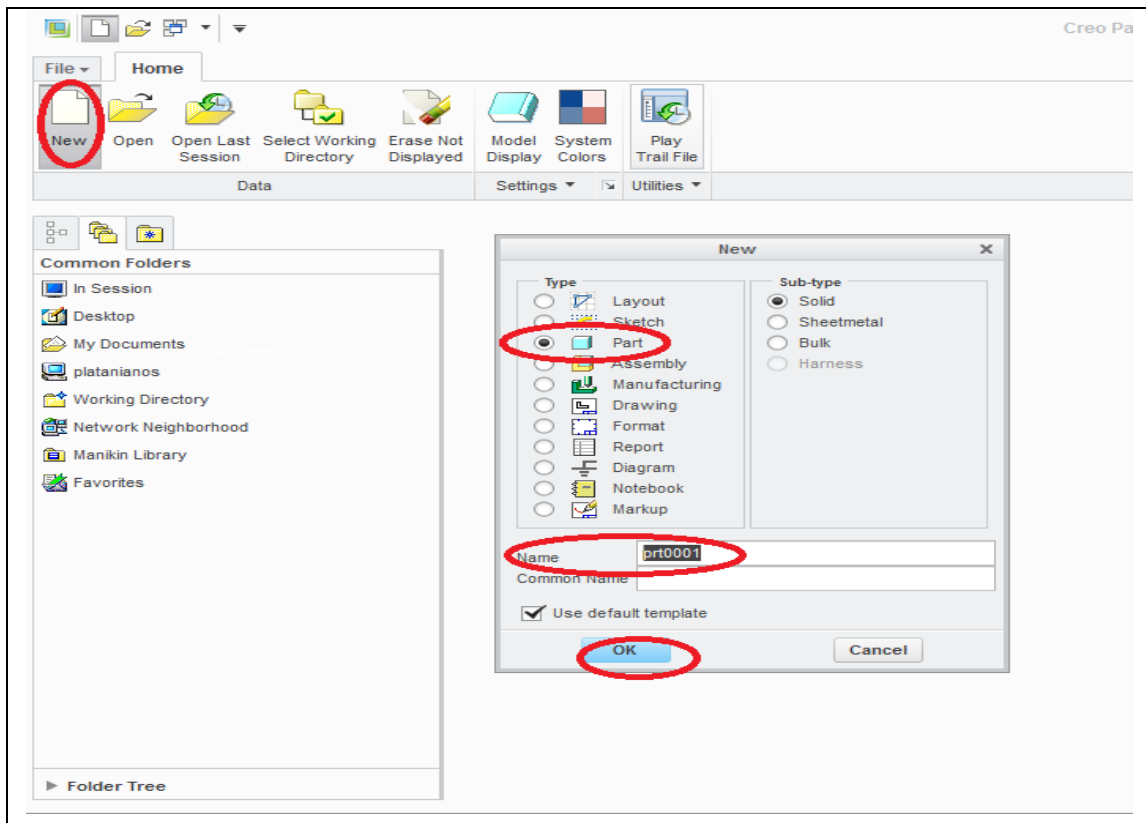 Creo Pa
File Home
New Open Open Last Session Select Working Directory Erase Not Displayed Model Display System Colors Play Trail File
Data Settings Utilities
Common Folders
In Session
Desktop
My Documents
platanianos
Working Directory
Network Neighborhood
Manikin Library
Favorites
Folder Tree
New
Type
Layout
Sketch
Part
Assembly
Manufacturing
Drawing
Format
Report
Diagram
Notebook
Markup
Sub-type
Solid
Sheetmetal
Bulk
Harness
Name prt0001
Common Name
Use default template
OK Cancel